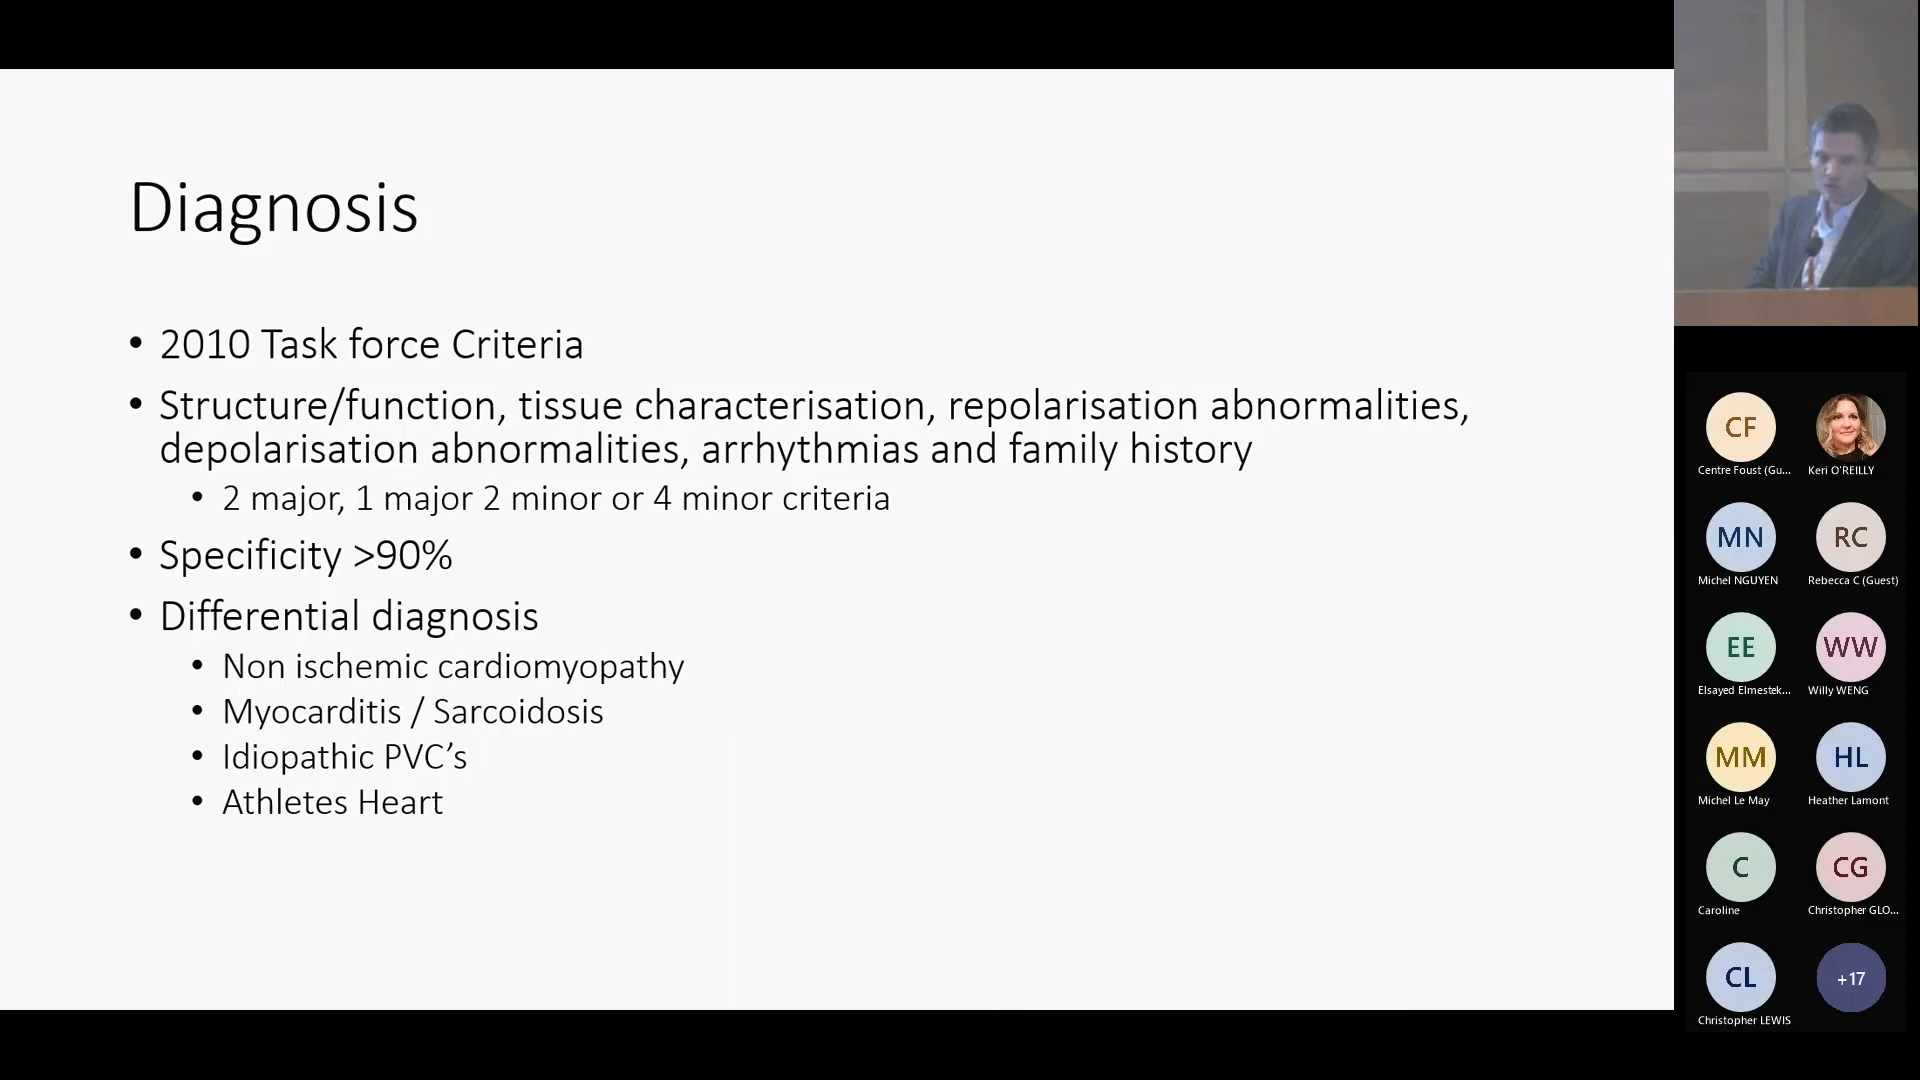 Diagnosis
• 2010 Task force Criteria
• Structure/function, tissue characterisation, repolarisation abnormalities,
depolarisation abnormalities, arrhythmias and family history
• 2 major, 1 major 2 minor or 4 minor criteria
• Specificity >90%
• Differential diagnosis
• Non ischemic cardiomyopathy
• Myocarditis / Sarcoidosis
• Idiopathic PVC’s
• Athletes Heart
CF
Centre Foust (Gu...
Keri O'REILLY
MN
RC
Michel NGUYEN
Rebecca C (Guest)
EE
WW
Elsayed Elmestek...
Willy WENG
MM
HL
Michel Le May
Heather Lamont
C
CG
Caroline
Christopher GLO...
CL
+17
Christopher LEWIS